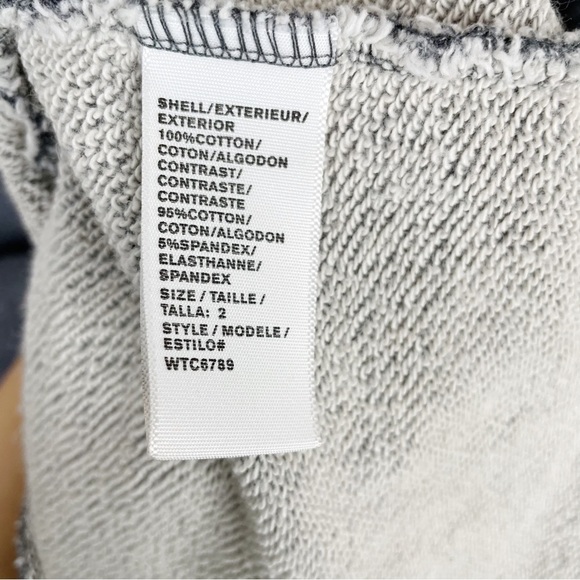 SHELL/EXTERIEUR/
EXTERIOR
100%COTTON/
COTON/ALGODON
CONTRAST/
CONTRASTE/
CONTRASTE
95%COTTON/
COTON/ALGODON
5%SPANDEX/
ELASTHANNE/
SPANDEX
SIZE / TAILLE /
TALLA: 2
STYLE / MODELE /
ESTILO#
WTC6789